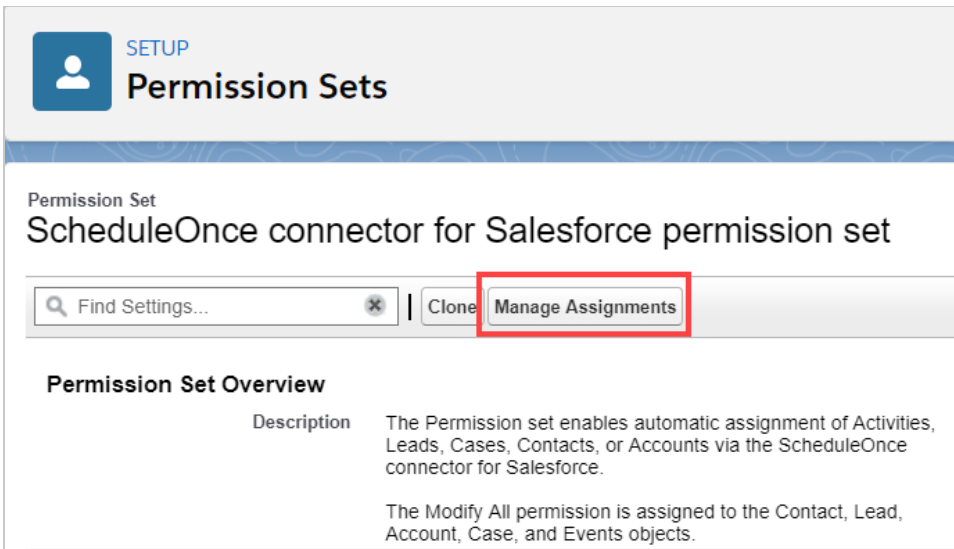 SETUP
Permission Sets
Permission Set
ScheduleOnce connector for Salesforce permission set
Find Settings... Clone Manage Assignments
Permission Set Overview
Description The Permission set enables automatic assignment of Activities,
Leads, Cases, Contacts, or Accounts via the ScheduleOnce
connector for Salesforce.
The Modify All permission is assigned to the Contact, Lead,
Account, Case, and Events objects.